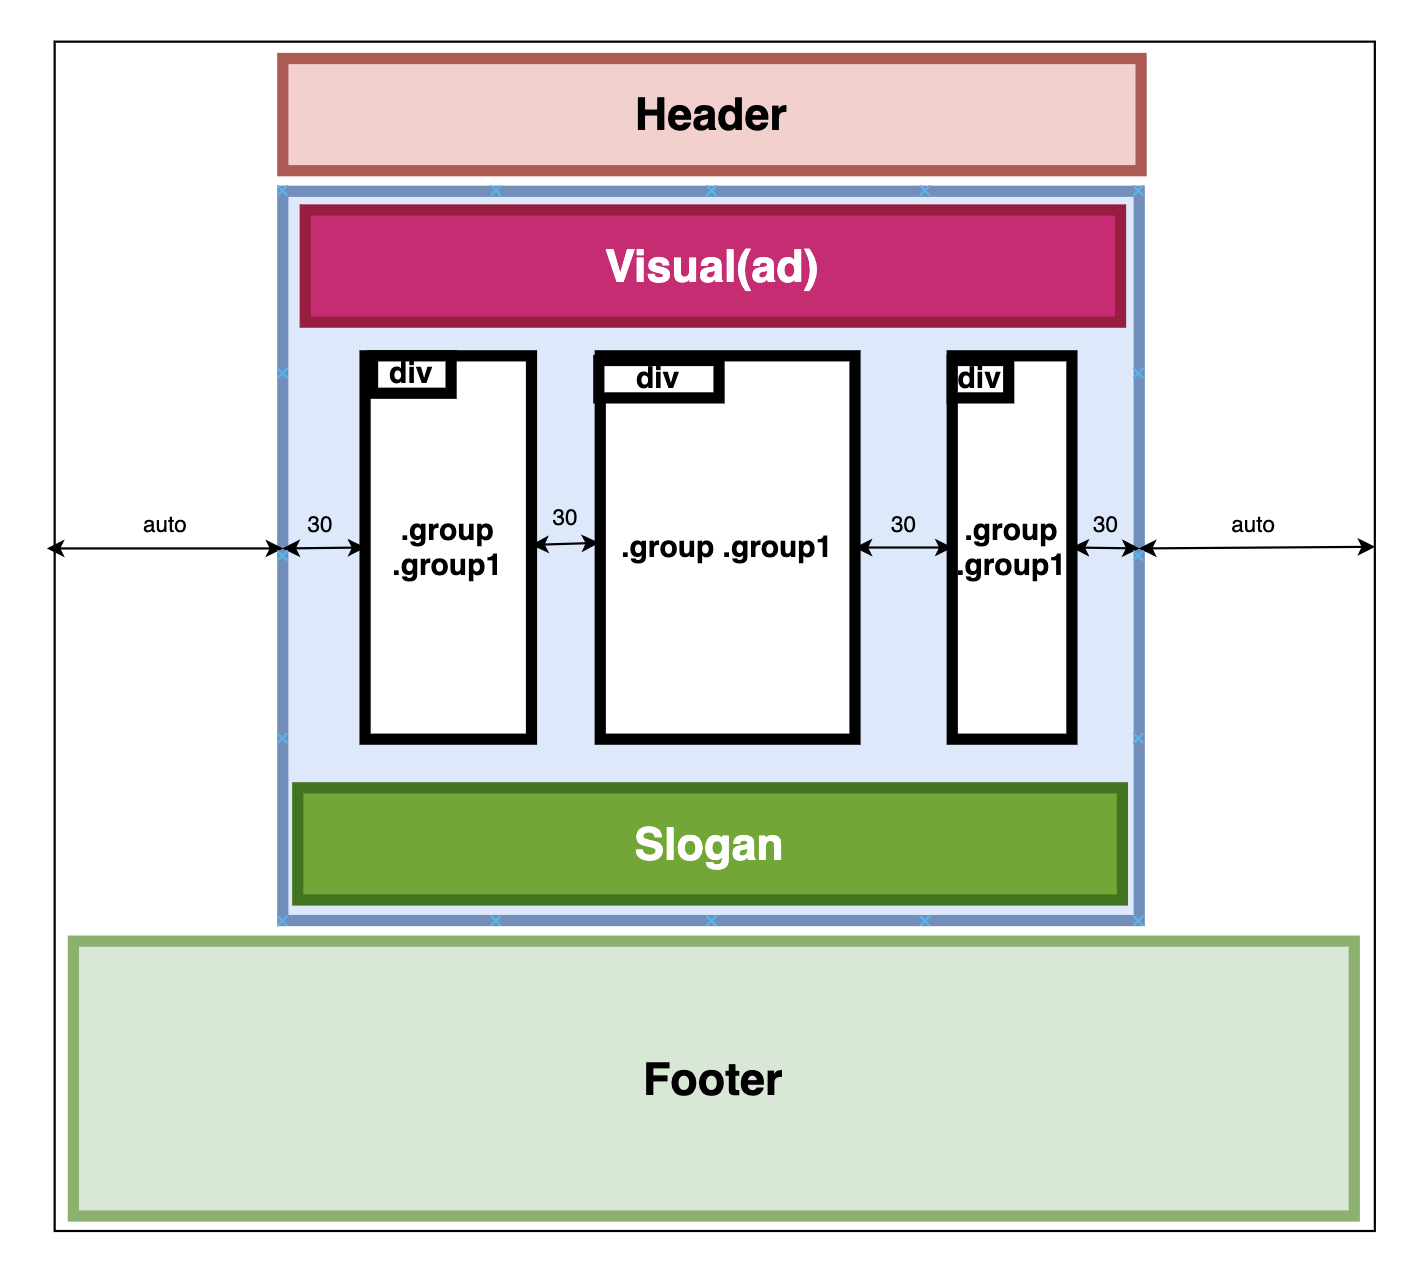 Header
Visual(ad)
div
div
div
auto
30
30
30
30
auto
.group
.group1
.group .group1
.group
.group1
Slogan
Footer